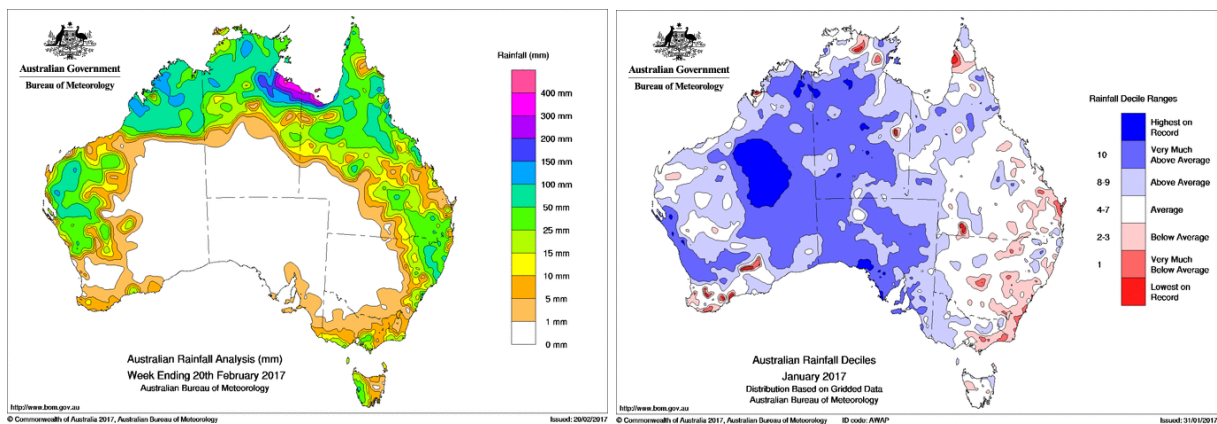 Australian Government
Bureau of Meteorology
Rainfall (mm)
400 mm
300 mm
200 mm
150 mm
100 mm
50 mm
25 mm
15 mm
10 mm
5 mm
1 mm
0 mm
Australian Rainfall Analysis (mm)
Week Ending 20th February 2017
Australian Bureau of Meteorology
http://www.bom.gov.au
© Commonwealth of Australia 2017, Australian Bureau of Meteorology
Issued: 20/02/2017
Australian Government
Bureau of Meteorology
Rainfall Decile Ranges
Highest on
Record
10 Very Much
Above Average
8-9 Above Average
4-7 Average
2-3 Below Average
1 Very Much
Below Average
Lowest on
Record
Australian Rainfall Deciles
January 2017
Distribution Based on Gridded Data
Australian Bureau of Meteorology
http://www.bom.gov.au
© Commonwealth of Australia 2017, Australian Bureau of Meteorology
ID code: AWAP
Issued: 31/01/2017